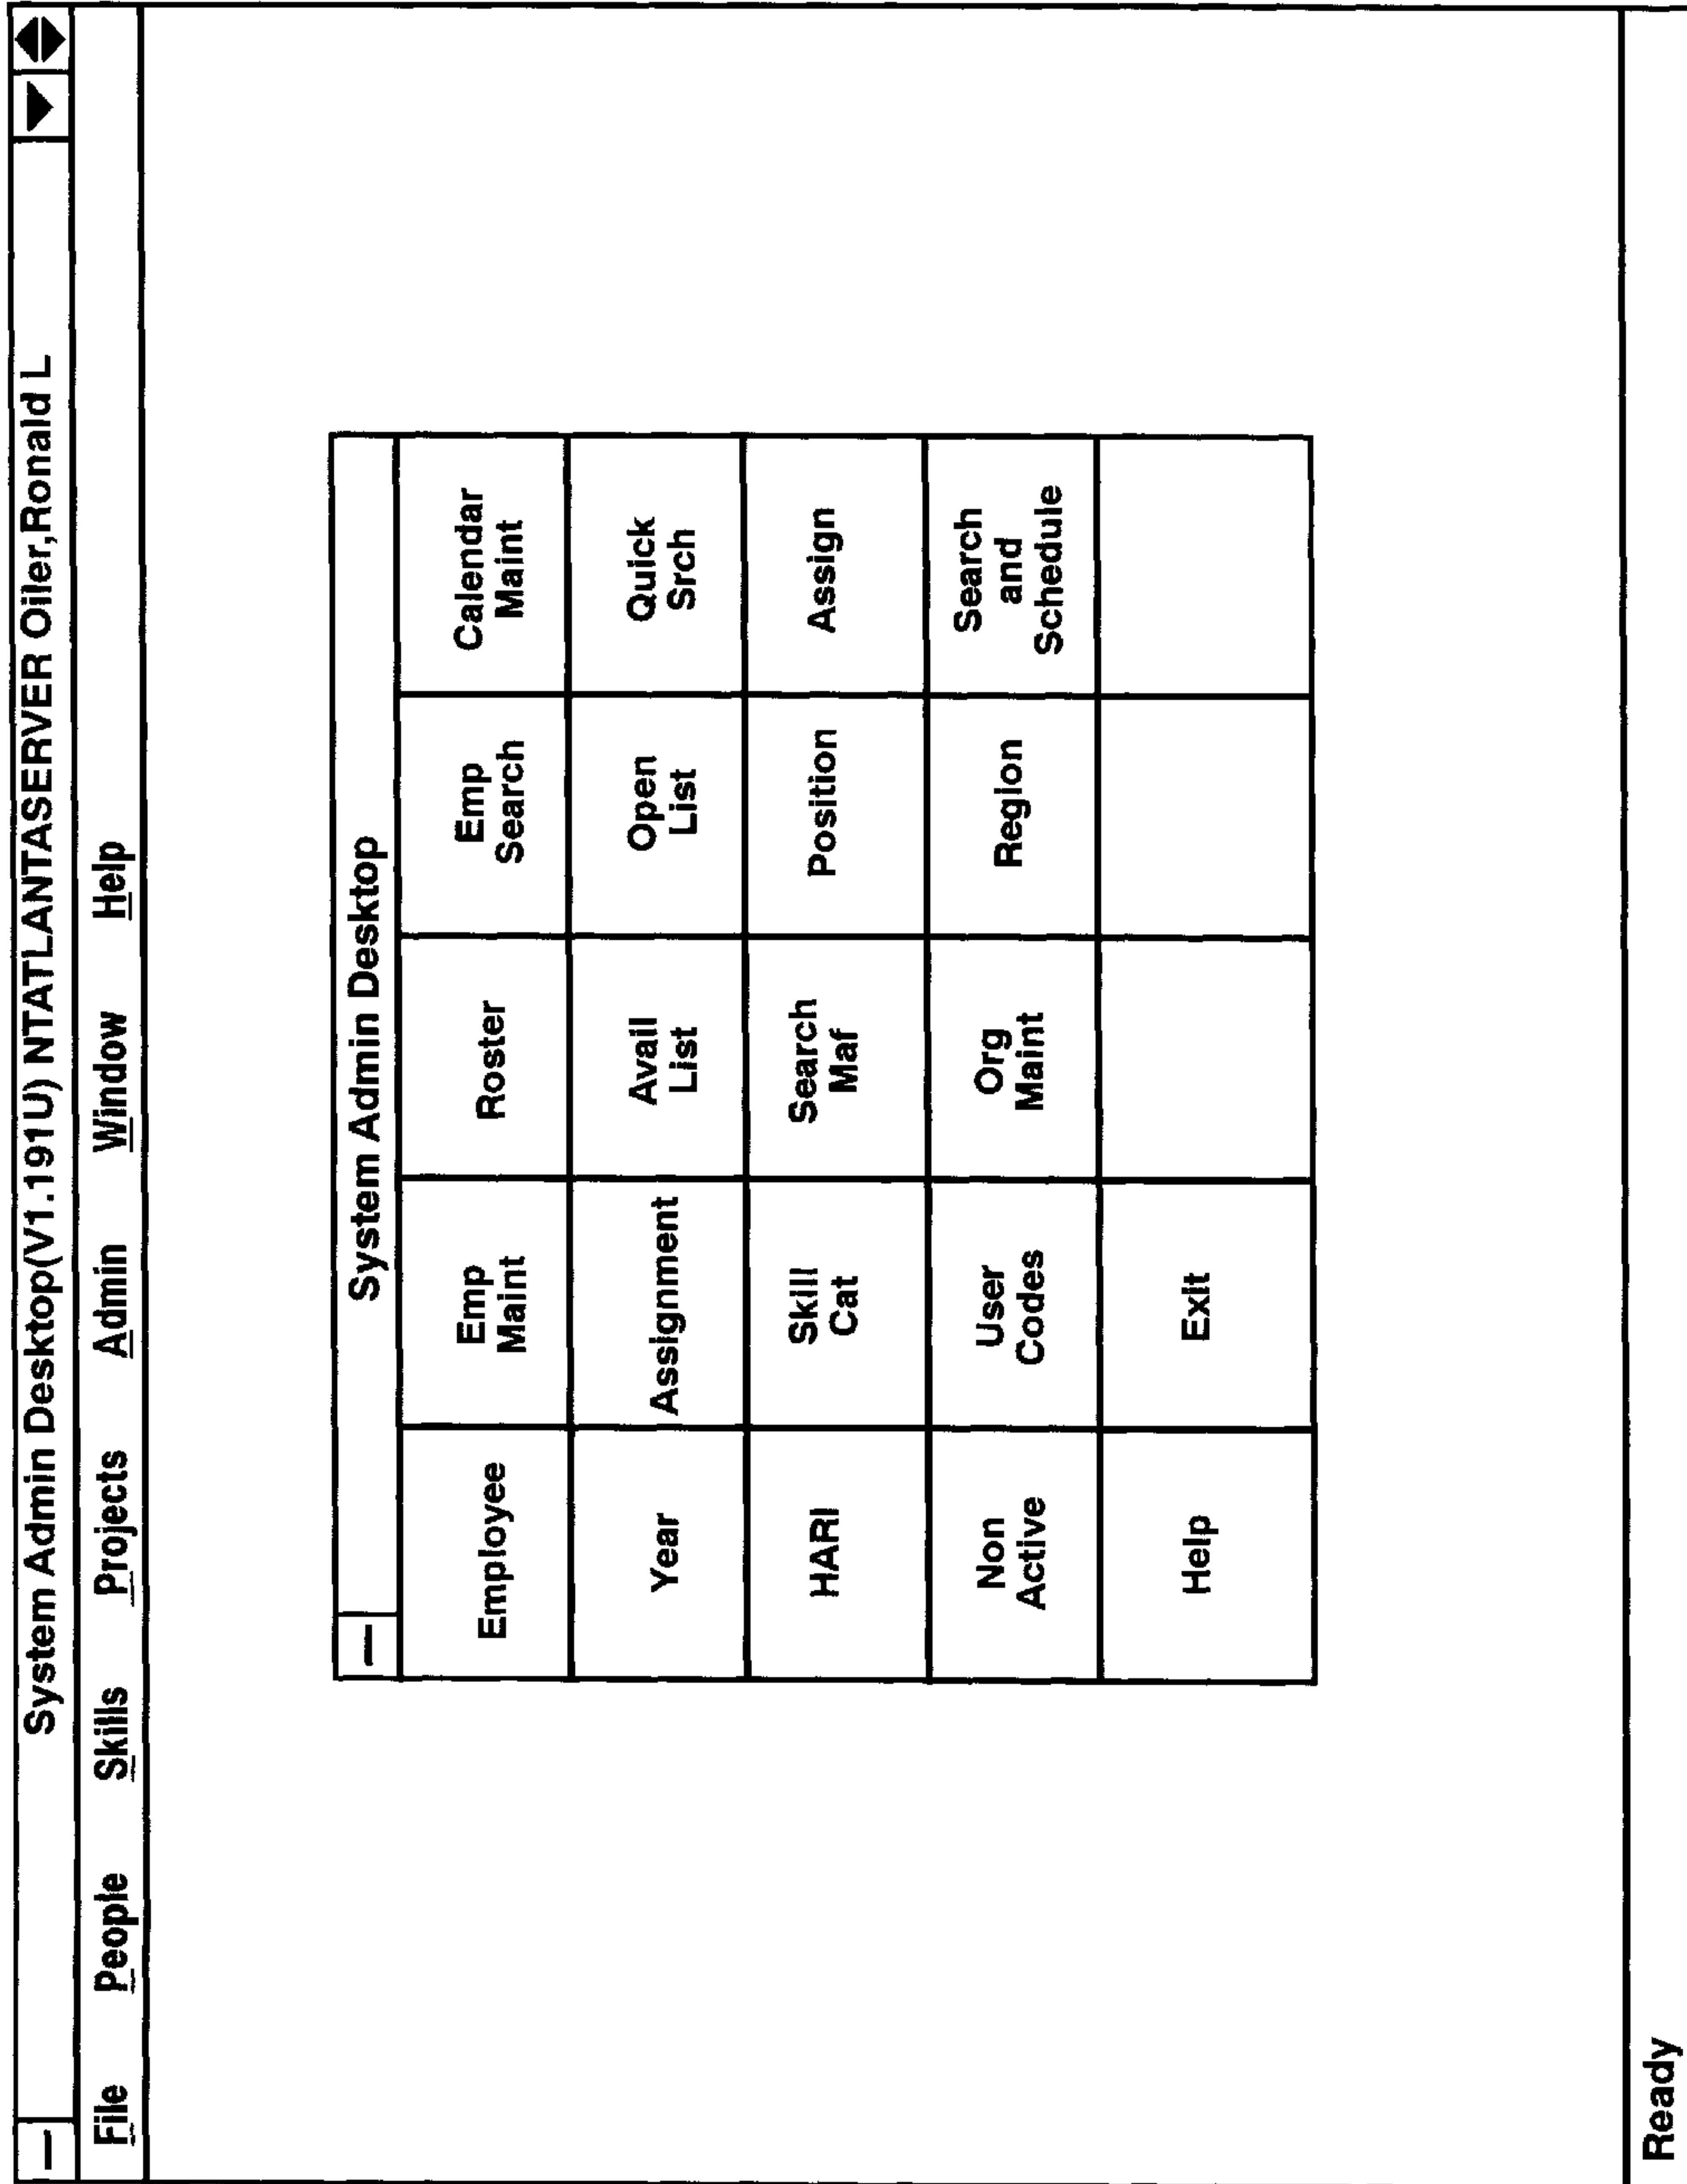 System Admin Desktop(V1.191U) NTATLANTASERVER Oiler,Ronald L
File People Skills Projects Admin Window Help
System Admin Desktop
Employee
Emp
Maint
Roster
Emp
Search
Calendar
Maint
Year
Assignment
Avail
List
Open
List
Quick
Srch
HARI
Skill
Cat
Search
Maf
Position
Assign
Non
Active
User
Codes
Org
Maint
Region
Search
and
Schedule
Help
Exit
Ready